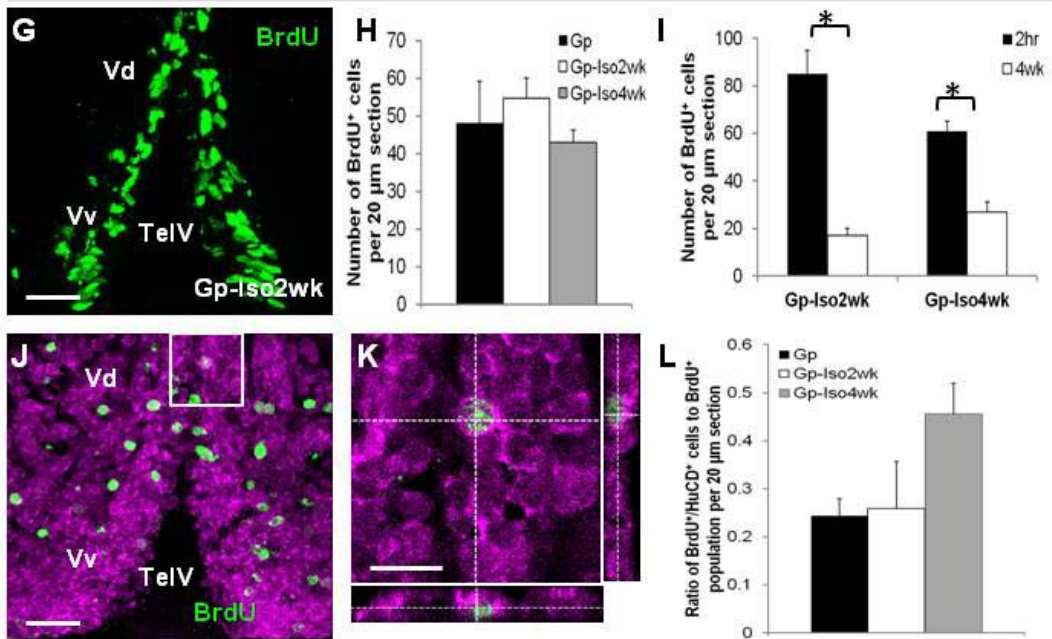 G
BrdU
Vd
Vv
TelV
Gp-Iso2wk
H
Number of BrdU⁺ cells
per 20 µm section
70
60
50
40
30
20
10
0
Gp
Gp-Iso2wk
Gp-Iso4wk
I
Number of BrdU⁺ cells
per 20 µm section
100
80
60
40
20
0
*
*
2hr
4wk
Gp-Iso2wk
Gp-Iso4wk
J
Vd
Vv
TelV
BrdU
K
L
Ratio of BrdU⁺/HuCD⁺ cells to BrdU⁺
population per 20 µm section
0.6
0.5
0.4
0.3
0.2
0.1
0
Gp
Gp-Iso2wk
Gp-Iso4wk